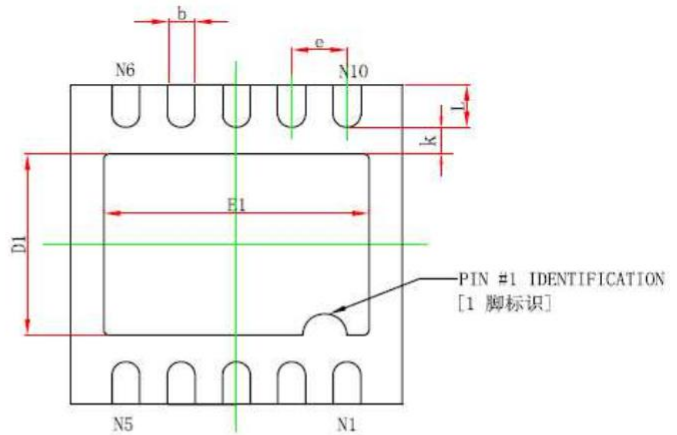 b
e
N6
N10
L
k
E1
D1
PIN #1 IDENTIFICATION
[1 脚标识]
N5
N1